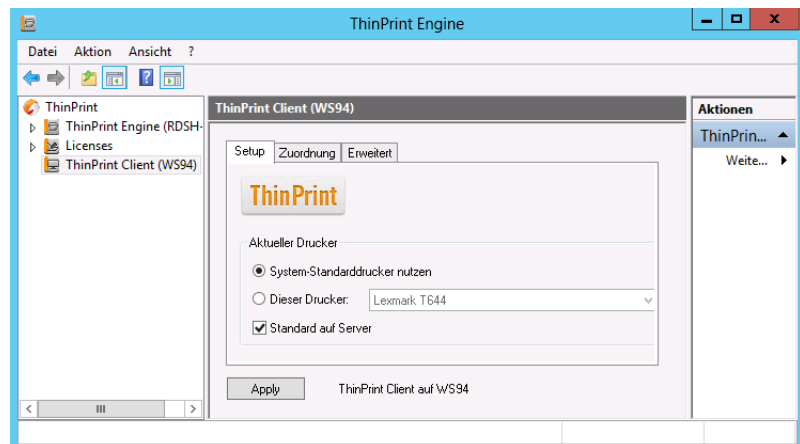 ThinPrint Engine
Datei Aktion Ansicht ?
ThinPrint
ThinPrint Engine (RDSH-
Licenses
ThinPrint Client (WS94)
ThinPrint Client (WS94)
Setup Zuordnung Erweitert
ThinPrint
Aktueller Drucker
System-Standarddrucker nutzen
Dieser Drucker: Lexmark T644
Standard auf Server
Apply ThinPrint Client auf WS94
Aktionen
ThinPrin...
Weite...